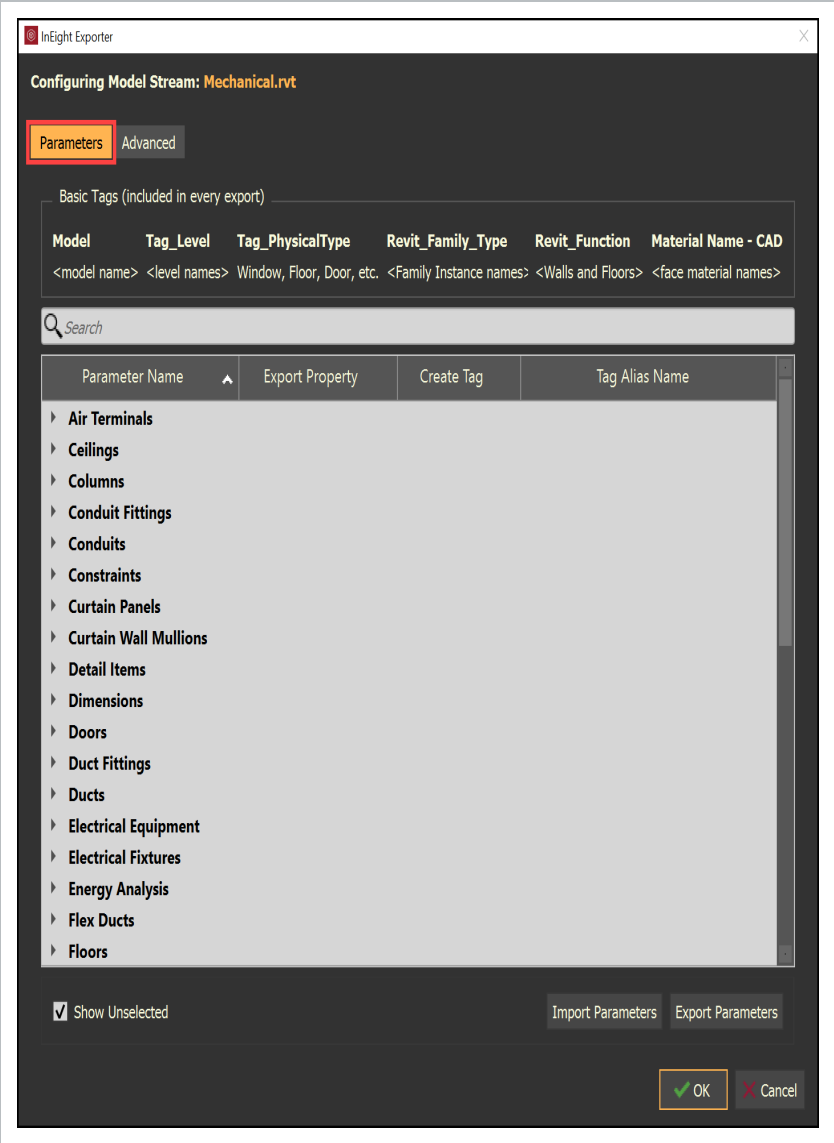 InEight Exporter
Configuring Model Stream: Mechanical.rvt
Parameters Advanced
Basic Tags (included in every export)
Model Tag_Level Tag_PhysicalType Revit_Family_Type Revit_Function Material Name - CAD
<model name> <level names> Window, Floor, Door, etc. <Family Instance names> <Walls and Floors> <face material names>
Search
Parameter Name Export Property Create Tag Tag Alias Name
Air Terminals
Ceilings
Columns
Conduit Fittings
Conduits
Constraints
Curtain Panels
Curtain Wall Mullions
Detail Items
Dimensions
Doors
Duct Fittings
Ducts
Electrical Equipment
Electrical Fixtures
Energy Analysis
Flex Ducts
Floors
Show Unselected Import Parameters Export Parameters
OK Cancel